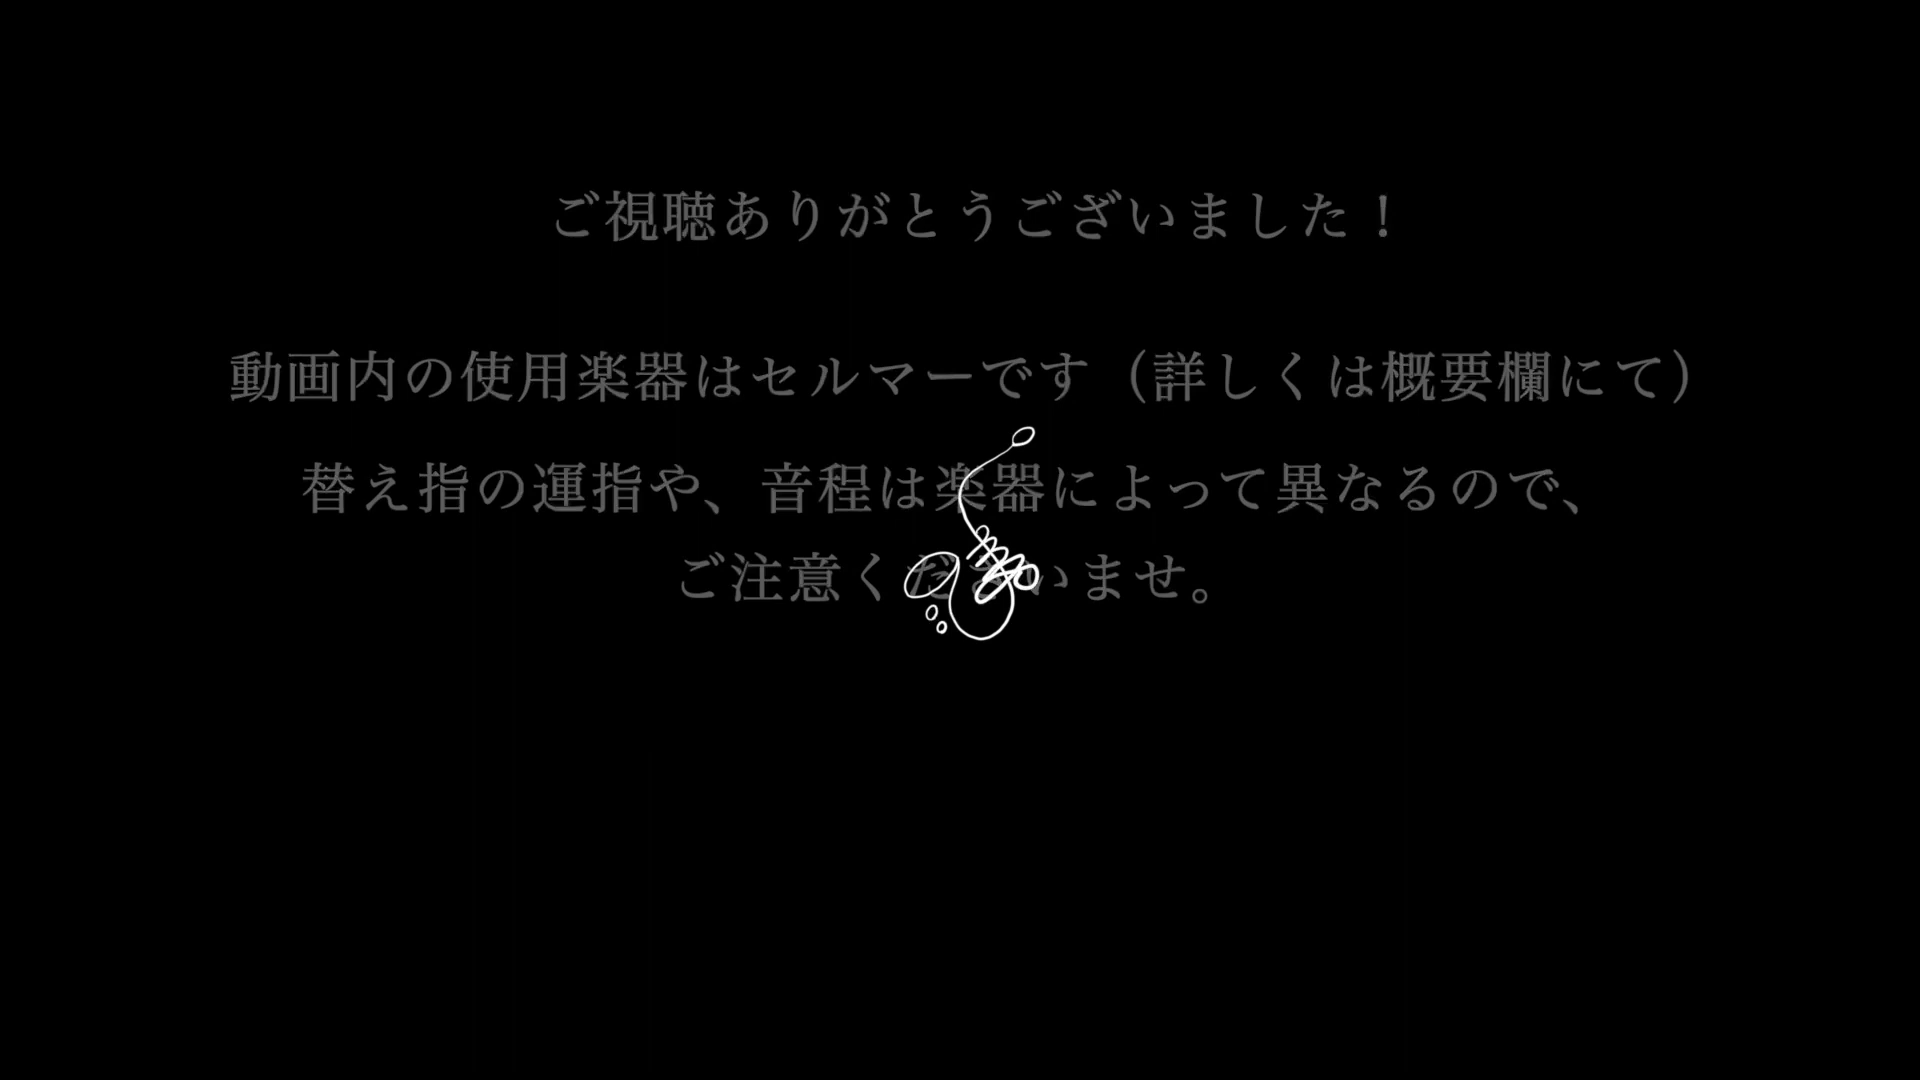 ご視聴ありがとうございました！
動画内の使用楽器はセルマーです（詳しくは概要欄にて）
替え指の運指や、音程は楽器によって異なるので、
ご注意くださいませ。